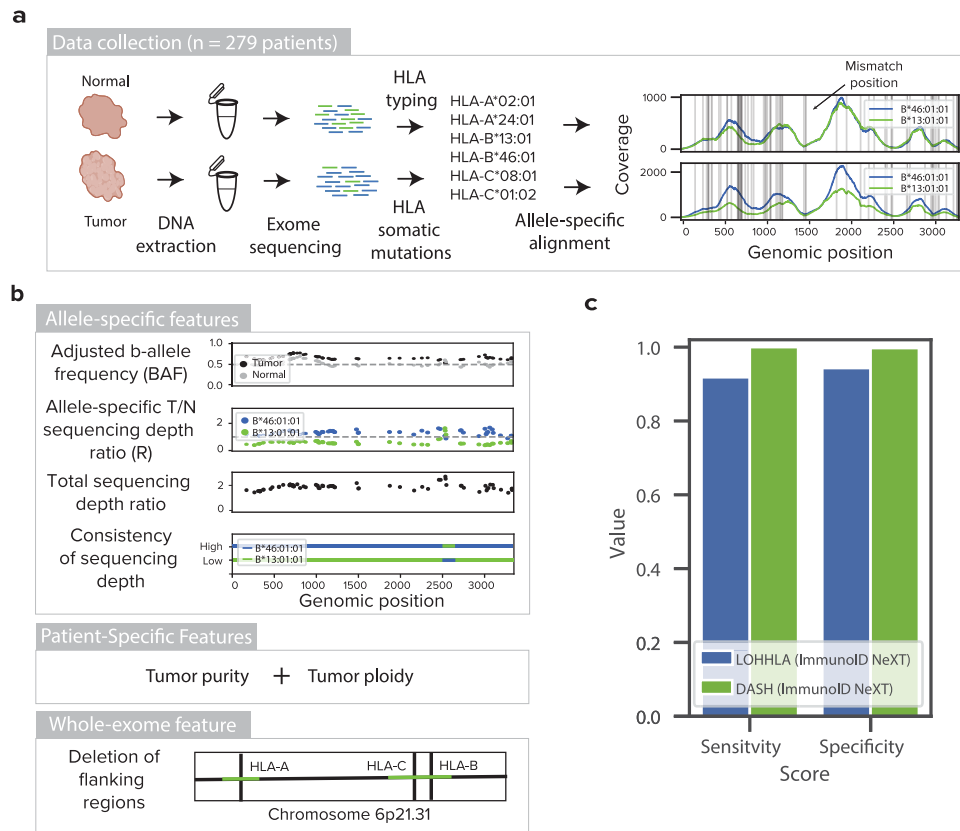 a
Data collection (n = 279 patients)
Normal
Tumor
DNA
extraction
Exome
sequencing
HLA
typing
HLA
somatic
mutations
HLA-A*02:01
HLA-A*24:01
HLA-B*13:01
HLA-B*46:01
HLA-C*08:01
HLA-C*01:02
Allele-specific
alignment
Mismatch
position
Coverage
1000
0
B*46:01:01
B*13:01:01
2000
0
B*46:01:01
B*13:01:01
0 500 1000 1500 2000 2500 3000
Genomic position
b
Allele-specific features
Adjusted b-allele
frequency (BAF)
1.0
0.5
0.0
Tumor
Normal
Allele-specific T/N
sequencing depth
ratio (R)
2
0
B*46:01:01
B*13:01:01
Total sequencing
depth ratio
2
0
Consistency
of sequencing
depth
High
Low
B*46:01:01
B*13:01:01
0 500 1000 1500 2000 2500 3000
Genomic position
Patient-Specific Features
Tumor purity + Tumor ploidy
Whole-exome feature
Deletion of
flanking
regions
HLA-A
HLA-C
HLA-B
Chromosome 6p21.31
c
Value
1.0
0.8
0.6
0.4
0.2
0.0
LOHHLA (ImmunoID NeXT)
DASH (ImmunoID NeXT)
Sensitvity Specificity
Score